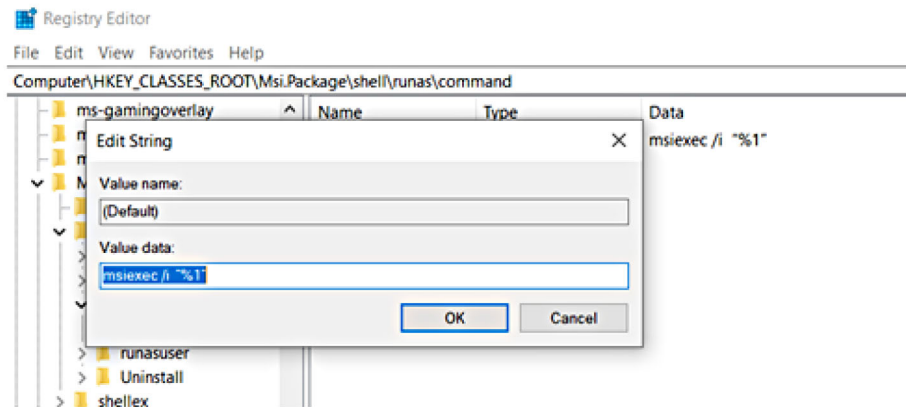 Registry Editor
File Edit View Favorites Help
Computer\HKEY_CLASSES_ROOT\Msi.Package\shell\runas\command
ms-gamingoverlay
Name Type Data
Edit String
msiexec /i "%1"
Value name:
(Default)
Value data:
msiexec /i "%1"
OK Cancel
runasuser
Uninstall
shellex